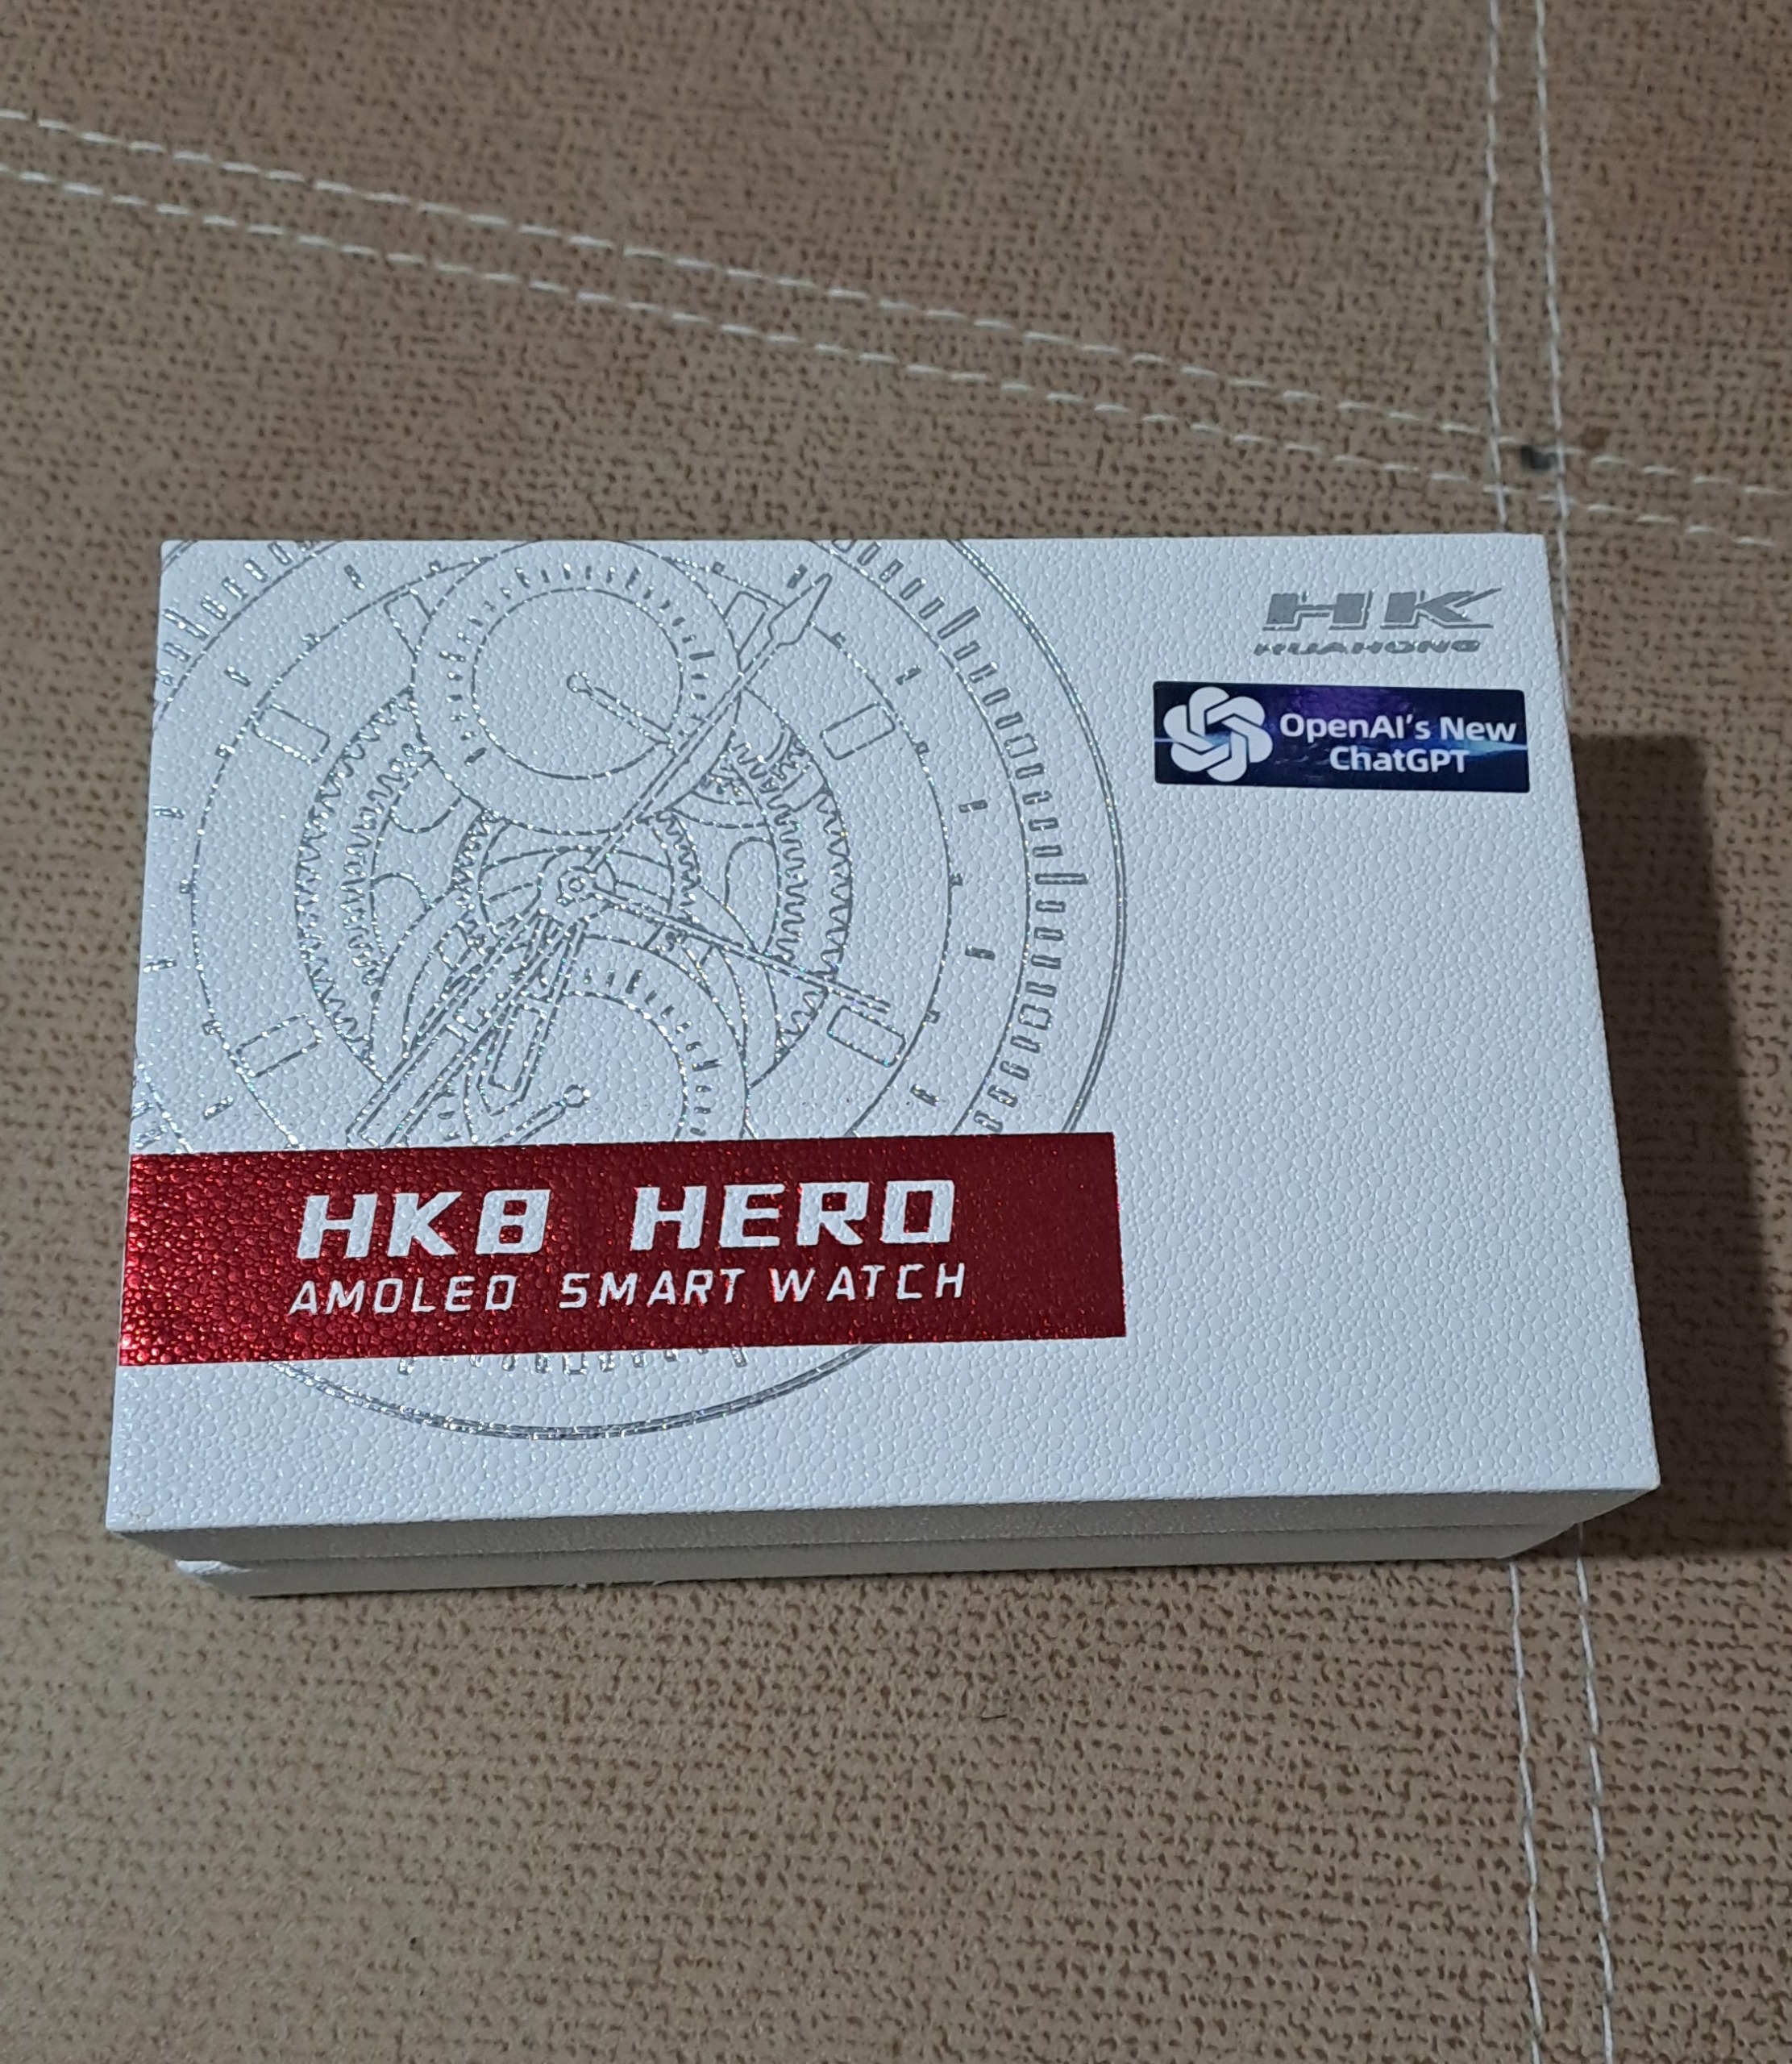 HK
HUAHONG
OpenAI's New
ChatGPT
HK8 HERO
AMOLED SMART WATCH